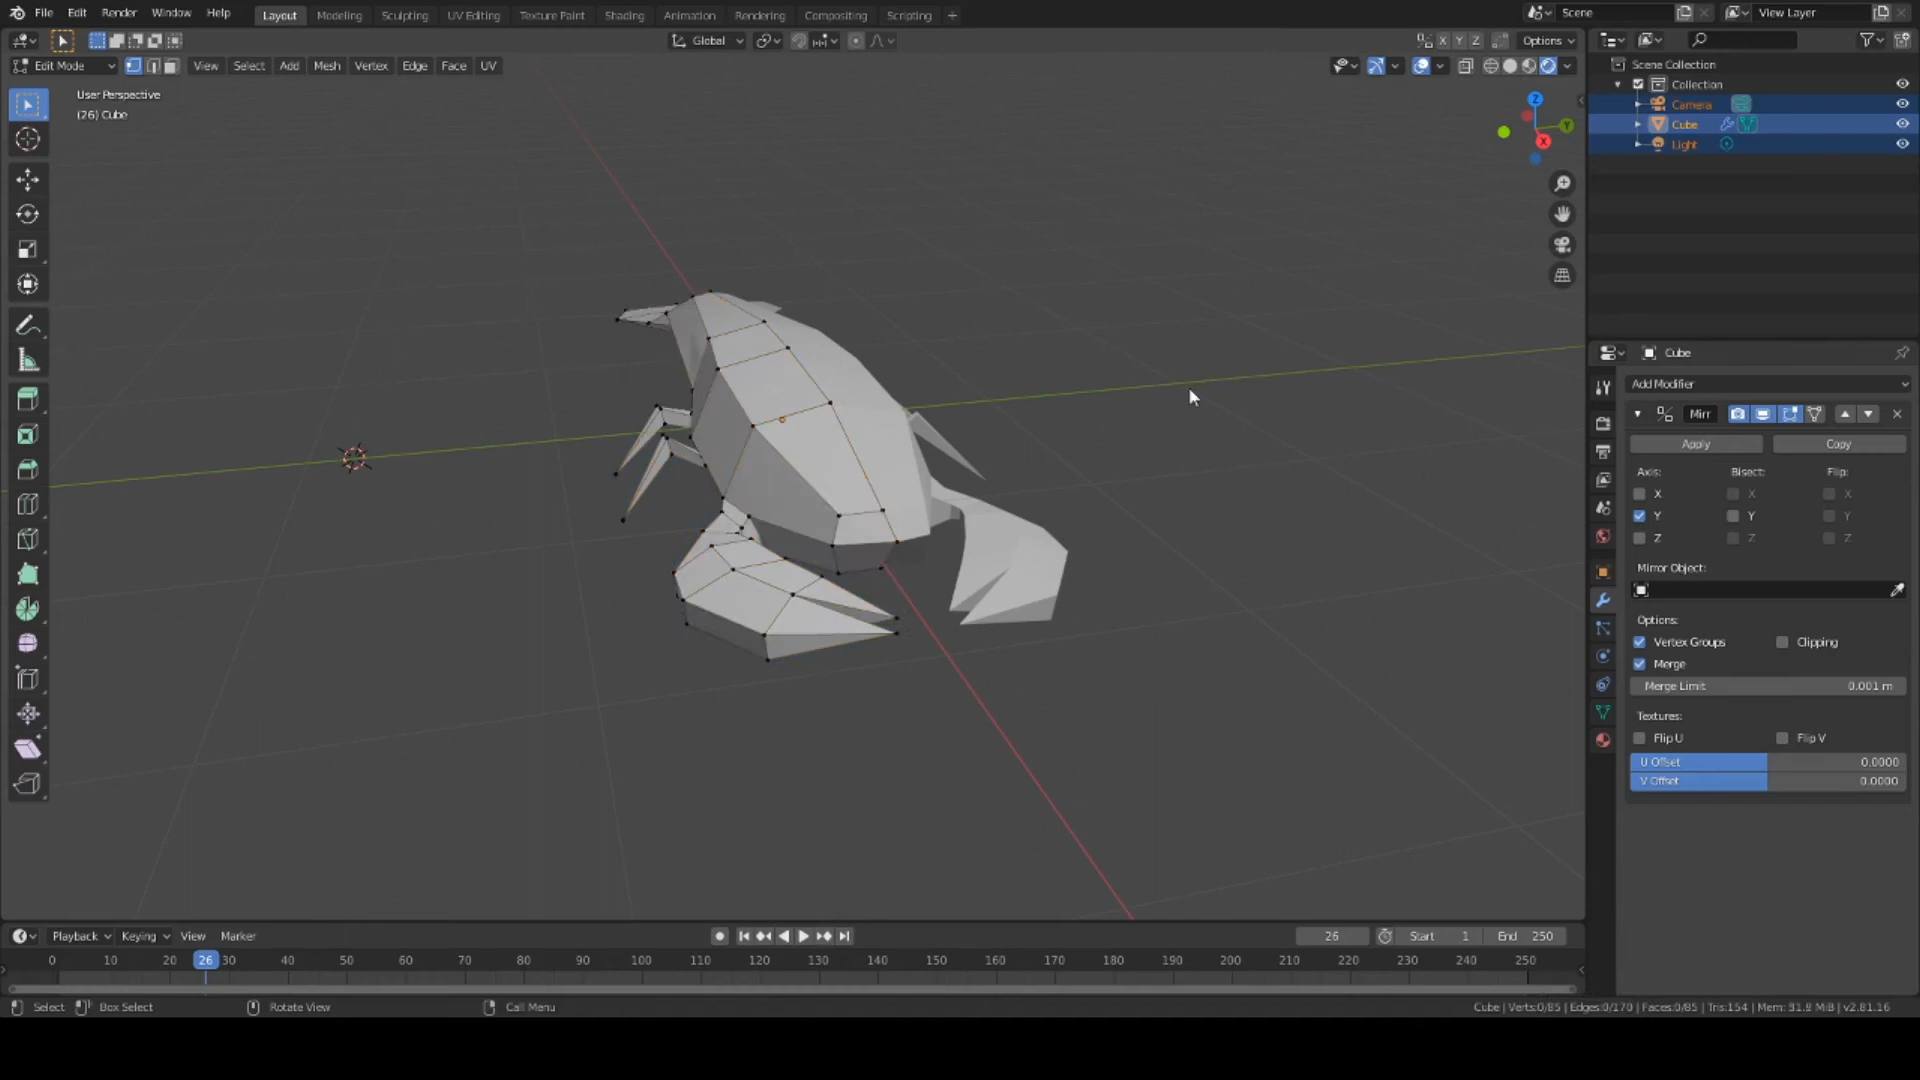 File Edit Render Window Help Layout Modeling Sculpting UV Editing Texture Paint Shading Animation Rendering Compositing Scripting + Scene View Layer
Global X Y Z Options
Edit Mode View Select Add Mesh Vertex Edge Face UV
User Perspective
(26) Cube
Z
Y
X
Scene Collection
Collection
Camera
Cube
Light
Cube
Add Modifier
Mirr
Apply Copy
Axis: Bisect: Flip:
X X X
Y Y Y
Z Z Z
Mirror Object:
Options:
Vertex Groups Clipping
Merge
Merge Limit 0.001 m
Textures:
Flip U Flip V
U Offset 0.0000
V Offset 0.0000
Playback Keying View Marker 26 Start 1 End 250
0 10 20 26 30 40 50 60 70 80 90 100 110 120 130 140 150 160 170 180 190 200 210 220 230 240 250
Select Box Select Rotate View Call Menu Cube | Verts:0/85 | Edges:0/170 | Faces:0/85 | Tris:154 | Mem: 31.9 MiB | v2.81.16